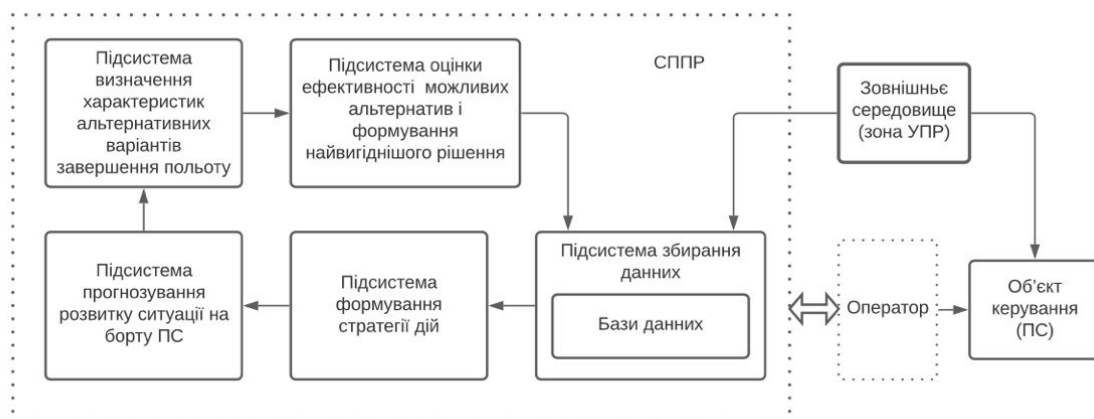 Підсистема
визначення
характеристик
альтернативних
варіантів
завершення польоту
Підсистема оцінки
ефективності можливих
альтернатив і
формування
найвигіднішого рішення
СППР
Зовнішньє
середовище
(зона УПР)
Підсистема
прогнозування
розвитку ситуації на
борту ПС
Підсистема
формування
стратегії дій
Підсистема збирання
данних
Бази данних
Оператор
Об'єкт
керування
(ПС)